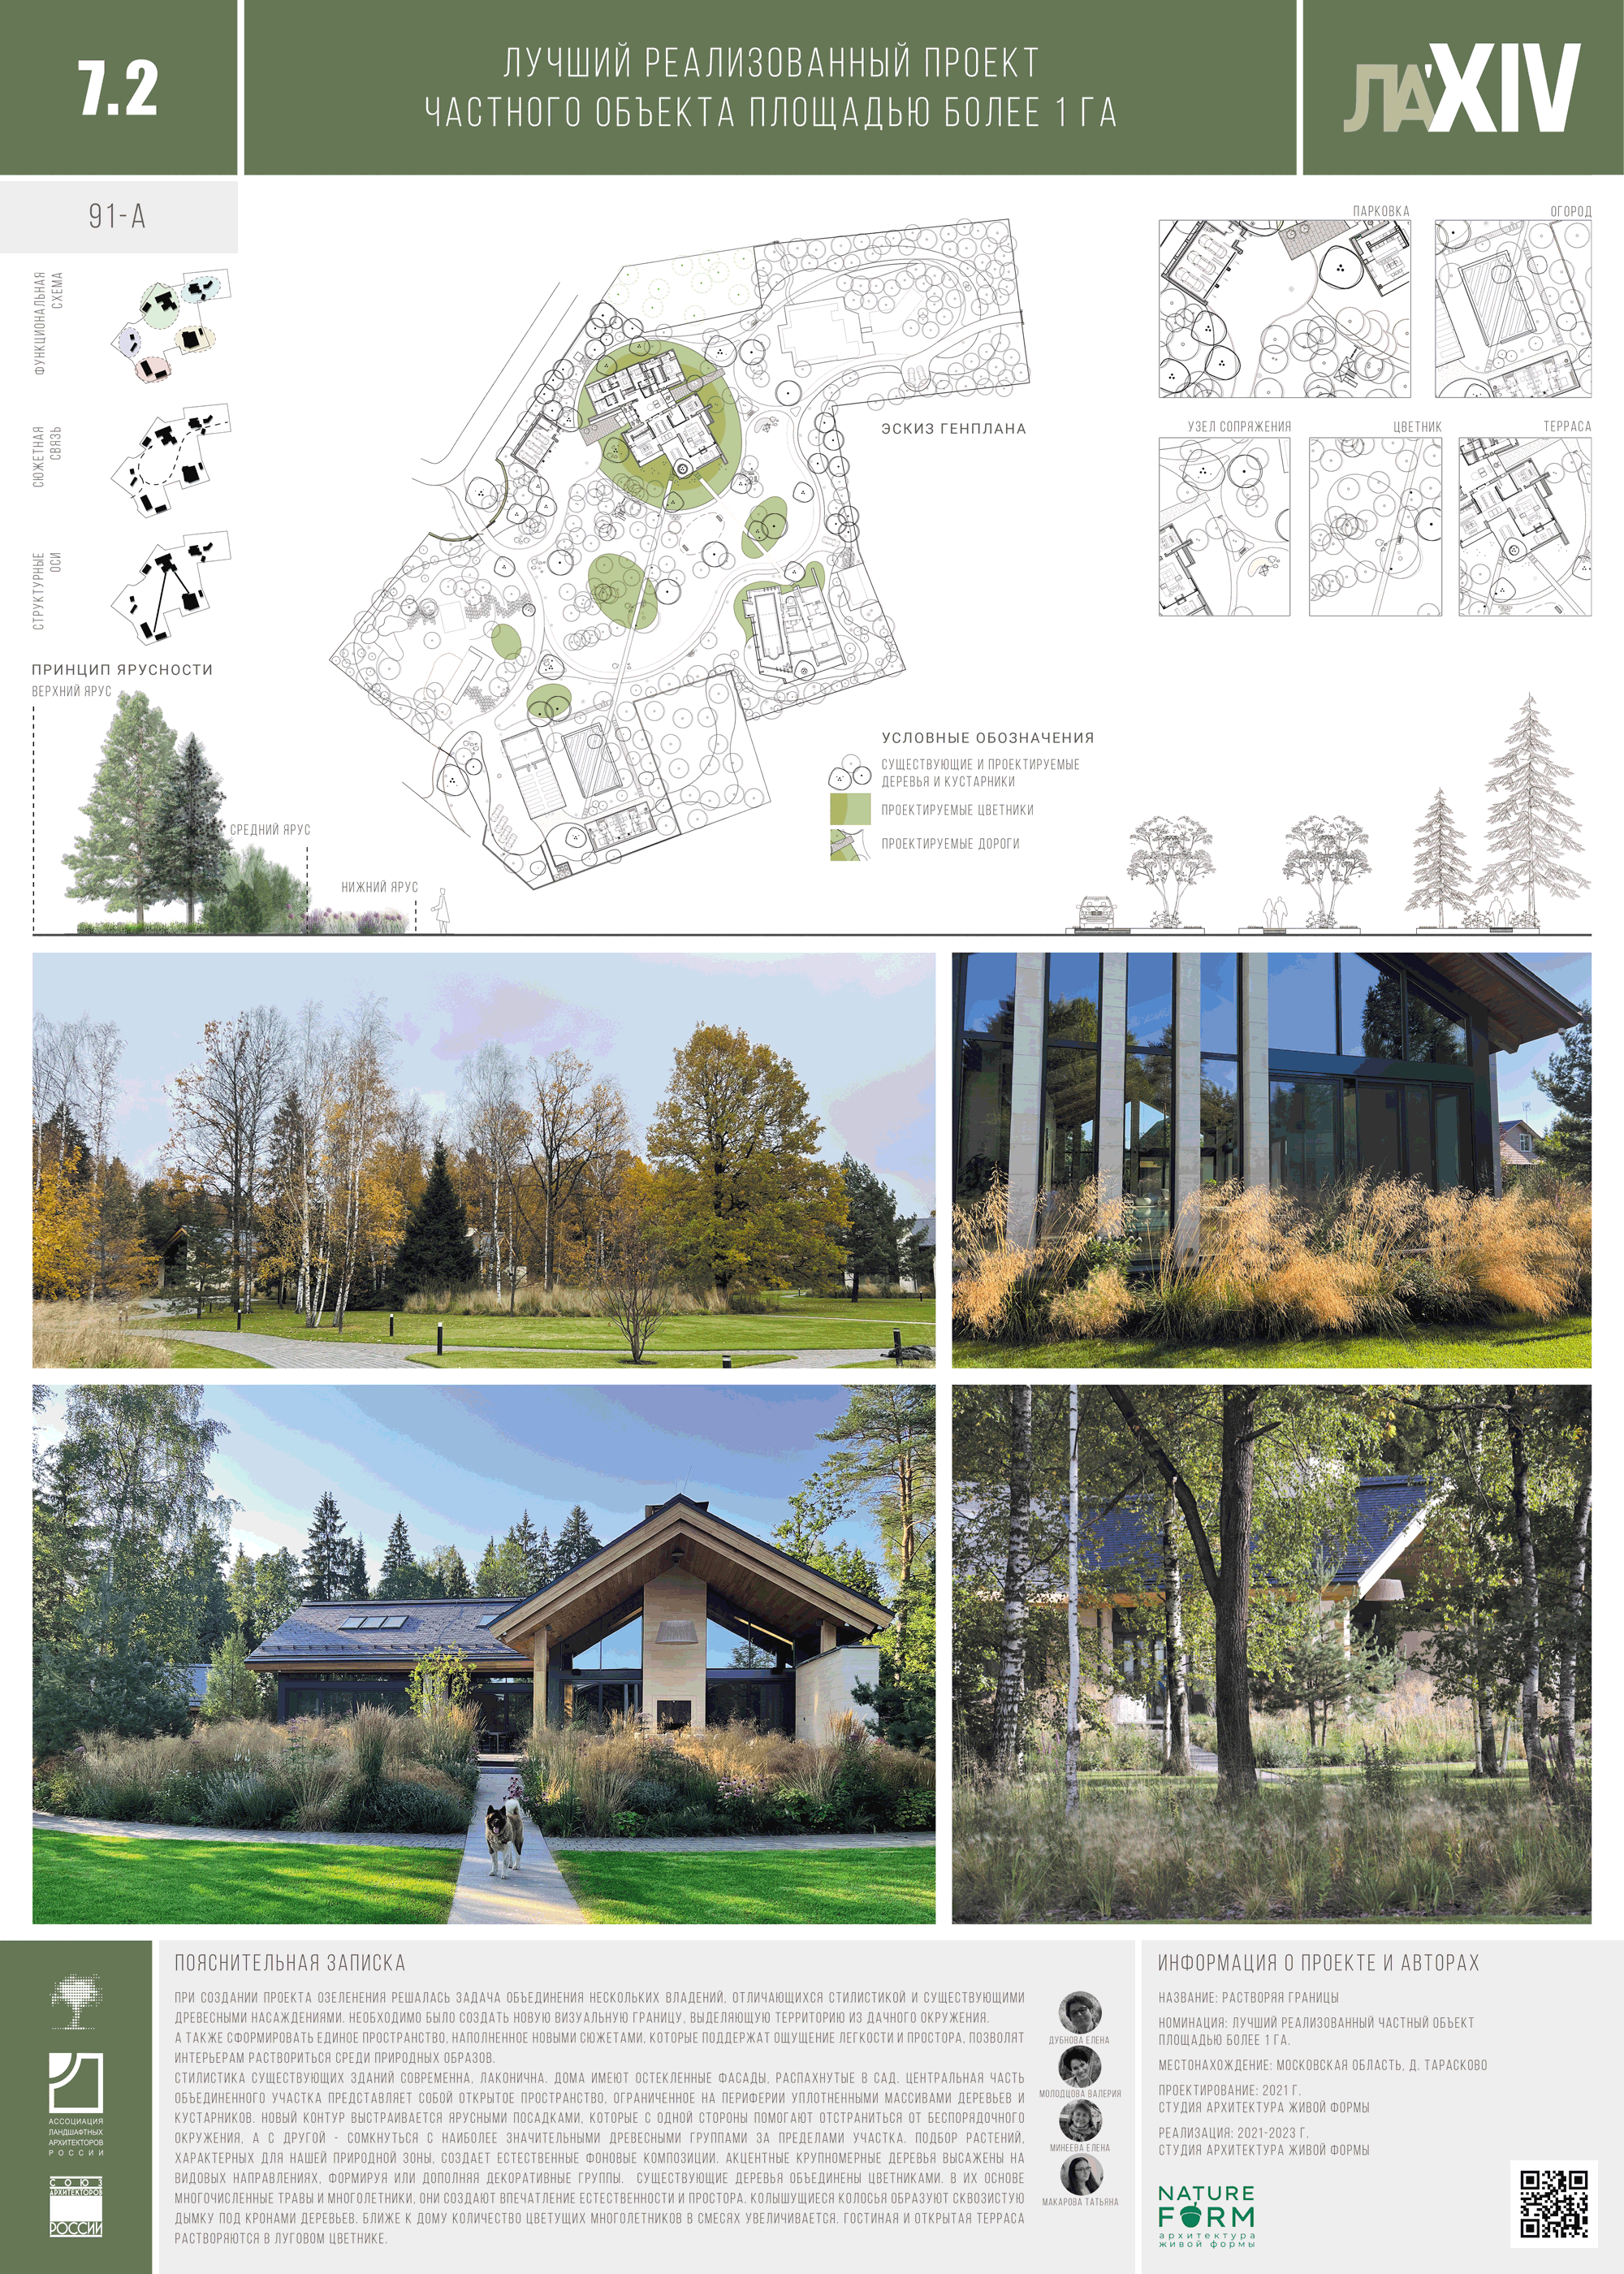 7.2
ЛУЧШИЙ РЕАЛИЗОВАННЫЙ ПРОЕКТ
ЧАСТНОГО ОБЪЕКТА ПЛОЩАДЬЮ БОЛЕЕ 1 ГА
ЛА'XIV
91-А
ФУНКЦИОНАЛЬНАЯ
СХЕМА
СЮЖЕТНАЯ
СВЯЗЬ
СТРУКТУРНЫЕ
ОСИ
ЭСКИЗ ГЕНПЛАНА
ПАРКОВКА
ОГОРОД
УЗЕЛ СОПРЯЖЕНИЯ
ЦВЕТНИК
ТЕРРАСА
ПРИНЦИП ЯРУСНОСТИ
ВЕРХНИЙ ЯРУС
СРЕДНИЙ ЯРУС
НИЖНИЙ ЯРУС
УСЛОВНЫЕ ОБОЗНАЧЕНИЯ
СУЩЕСТВУЮЩИЕ И ПРОЕКТИРУЕМЫЕ
ДЕРЕВЬЯ И КУСТАРНИКИ
ПРОЕКТИРУЕМЫЕ ЦВЕТНИКИ
ПРОЕКТИРУЕМЫЕ ДОРОГИ
АССОЦИАЦИЯ
ЛАНДШАФТНЫХ
АРХИТЕКТОРОВ
РОССИИ
СОЮЗ
АРХИТЕКТОРОВ
РОССИИ
ПОЯСНИТЕЛЬНАЯ ЗАПИСКА
ПРИ СОЗДАНИИ ПРОЕКТА ОЗЕЛЕНЕНИЯ РЕШАЛАСЬ ЗАДАЧА ОБЪЕДИНЕНИЯ НЕСКОЛЬКИХ ВЛАДЕНИЙ, ОТЛИЧАЮЩИХСЯ СТИЛИСТИКОЙ И СУЩЕСТВУЮЩИМИ
ДРЕВЕСНЫМИ НАСАЖДЕНИЯМИ. НЕОБХОДИМО БЫЛО СОЗДАТЬ НОВУЮ ВИЗУАЛЬНУЮ ГРАНИЦУ, ВЫДЕЛЯЮЩУЮ ТЕРРИТОРИЮ ИЗ ДАЧНОГО ОКРУЖЕНИЯ.
А ТАКЖЕ СФОРМИРОВАТЬ ЕДИНОЕ ПРОСТРАНСТВО, НАПОЛНЕННОЕ НОВЫМИ СЮЖЕТАМИ, КОТОРЫЕ ПОДДЕРЖАТ ОЩУЩЕНИЕ ЛЕГКОСТИ И ПРОСТОРА, ПОЗВОЛЯТ
ИНТЕРЬЕРАМ РАСТВОРИТЬСЯ СРЕДИ ПРИРОДНЫХ ОБРАЗОВ.
СТИЛИСТИКА СУЩЕСТВУЮЩИХ ЗДАНИЙ СОВРЕМЕННА, ЛАКОНИЧНА. ДОМА ИМЕЮТ ОСТЕКЛЕННЫЕ ФАСАДЫ, РАСПАХНУТЫЕ В САД. ЦЕНТРАЛЬНАЯ ЧАСТЬ
ОБЪЕДИНЕННОГО УЧАСТКА ПРЕДСТАВЛЯЕТ СОБОЙ ОТКРЫТОЕ ПРОСТРАНСТВО, ОГРАНИЧЕННОЕ НА ПЕРИФЕРИИ УПЛОТНЕННЫМИ МАССИВАМИ ДЕРЕВЬЕВ И
КУСТАРНИКОВ. НОВЫЙ КОНТУР ВЫСТРАИВАЕТСЯ ЯРУСНЫМИ ПОСАДКАМИ, КОТОРЫЕ С ОДНОЙ СТОРОНЫ ПОМОГАЮТ ОТСТРАНИТЬСЯ ОТ БЕСПОРЯДОЧНОГО
ОКРУЖЕНИЯ, А С ДРУГОЙ - СОМКНУТЬСЯ С НАИБОЛЕЕ ЗНАЧИТЕЛЬНЫМИ ДРЕВЕСНЫМИ ГРУППАМИ ЗА ПРЕДЕЛАМИ УЧАСТКА. ПОДБОР РАСТЕНИЙ,
ХАРАКТЕРНЫХ ДЛЯ НАШЕЙ ПРИРОДНОЙ ЗОНЫ, СОЗДАЕТ ЕСТЕСТВЕННЫЕ ФОНОВЫЕ КОМПОЗИЦИИ. АКЦЕНТНЫЕ КРУПНОМЕРНЫЕ ДЕРЕВЬЯ ВЫСАЖЕНЫ НА
ВИДОВЫХ НАПРАВЛЕНИЯХ, ФОРМИРУЯ ИЛИ ДОПОЛНЯЯ ДЕКОРАТИВНЫЕ ГРУППЫ. СУЩЕСТВУЮЩИЕ ДЕРЕВЬЯ ОБЪЕДИНЕНЫ ЦВЕТНИКАМИ. В ИХ ОСНОВЕ
МНОГОЧИСЛЕННЫЕ ТРАВЫ И МНОГОЛЕТНИКИ, ОНИ СОЗДАЮТ ВПЕЧАТЛЕНИЕ ЕСТЕСТВЕННОСТИ И ПРОСТОРА. КОЛЫШУЩИЕСЯ КОЛОСЬЯ ОБРАЗУЮТ СКВОЗИСТУЮ
ДЫМКУ ПОД КРОНАМИ ДЕРЕВЬЕВ. БЛИЖЕ К ДОМУ КОЛИЧЕСТВО ЦВЕТУЩИХ МНОГОЛЕТНИКОВ В СМЕСЯХ УВЕЛИЧИВАЕТСЯ. ГОСТИНАЯ И ОТКРЫТАЯ ТЕРРАСА
РАСТВОРЯЮТСЯ В ЛУГОВОМ ЦВЕТНИКЕ.
ДУБНОВА ЕЛЕНА
МОЛОДЦОВА ВАЛЕРИЯ
МИНЕЕВА ЕЛЕНА
МАКАРОВА ТАТЬЯНА
ИНФОРМАЦИЯ О ПРОЕКТЕ И АВТОРАХ
НАЗВАНИЕ: РАСТВОРЯЯ ГРАНИЦЫ
НОМИНАЦИЯ: ЛУЧШИЙ РЕАЛИЗОВАННЫЙ ЧАСТНЫЙ ОБЪЕКТ
ПЛОЩАДЬЮ БОЛЕЕ 1 ГА.
МЕСТОНАХОЖДЕНИЕ: МОСКОВСКАЯ ОБЛАСТЬ, Д. ТАРАСКОВО
ПРОЕКТИРОВАНИЕ: 2021 Г.
СТУДИЯ АРХИТЕКТУРА ЖИВОЙ ФОРМЫ
РЕАЛИЗАЦИЯ: 2021-2023 Г.
СТУДИЯ АРХИТЕКТУРА ЖИВОЙ ФОРМЫ
NATURE
FORM
архитектура
живой формы